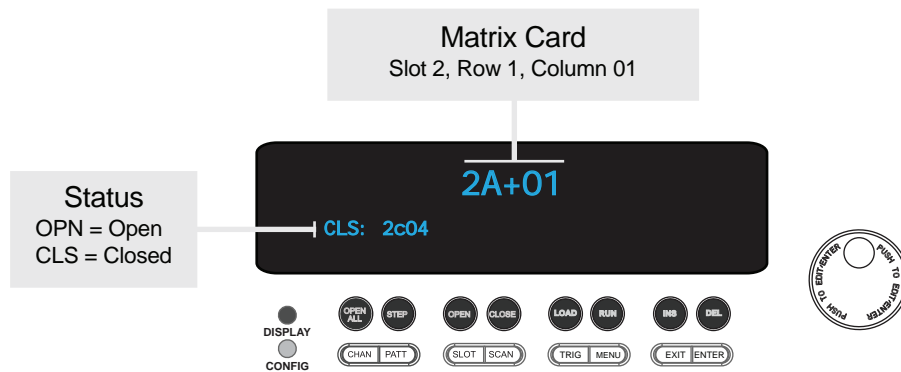 Matrix Card
Slot 2, Row 1, Column 01
2A+01
Status
OPN = Open
CLS = Closed
CLS: 2c04
DISPLAY
CONFIG
OPEN ALL
STEP
OPEN
CLOSE
LOAD
RUN
INS
DEL
CHAN
PATT
SLOT
SCAN
TRIG
MENU
EXIT
ENTER
PUSH TO EDIT/ENTER
PUSH TO EDIT/ENTER